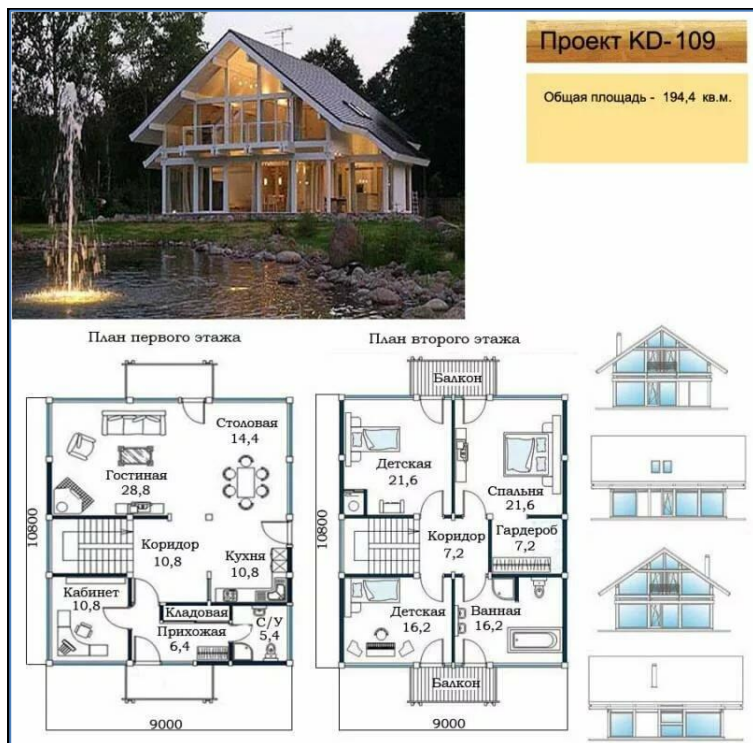 Проект KD-109
Общая площадь - 194,4 кв.м.
План первого этажа
Столовая
14,4
Гостиная
28,8
Коридор
10,8
Кухня
10,8
Кабинет
10,8
Кладовая
С/У
5,4
Прихожая
6,4
10800
9000
План второго этажа
Балкон
Детская
21,6
Спальня
21,6
Гардероб
7,2
Коридор
7,2
Детская
16,2
Ванная
16,2
Балкон
10800
9000